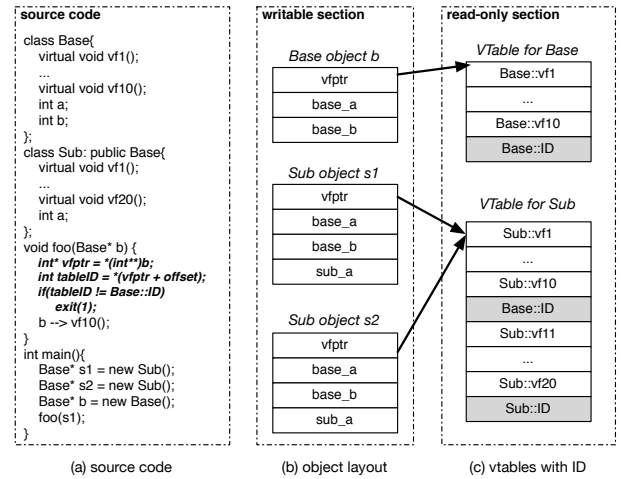 source code
class Base{
virtual void vf1();
...
virtual void vf10();
int a;
int b;
};
class Sub: public Base{
virtual void vf1();
...
virtual void vf20();
int a;
};
void foo(Base* b) {
int* vfptr = *(int**)b;
int tableID = *(vfptr + offset);
if(tableID != Base::ID)
exit(1);
b --> vf10();
}
int main(){
Base* s1 = new Sub();
Base* s2 = new Sub();
Base* b = new Base();
foo(s1);
}
(a) source code
writable section
Base object b
vfptr
base_a
base_b
Sub object s1
vfptr
base_a
base_b
sub_a
Sub object s2
vfptr
base_a
base_b
sub_a
(b) object layout
read-only section
VTable for Base
Base::vf1
...
Base::vf10
Base::ID
VTable for Sub
Sub::vf1
...
Sub::vf10
Base::ID
Sub::vf11
...
Sub::vf20
Sub::ID
(c) vtables with ID